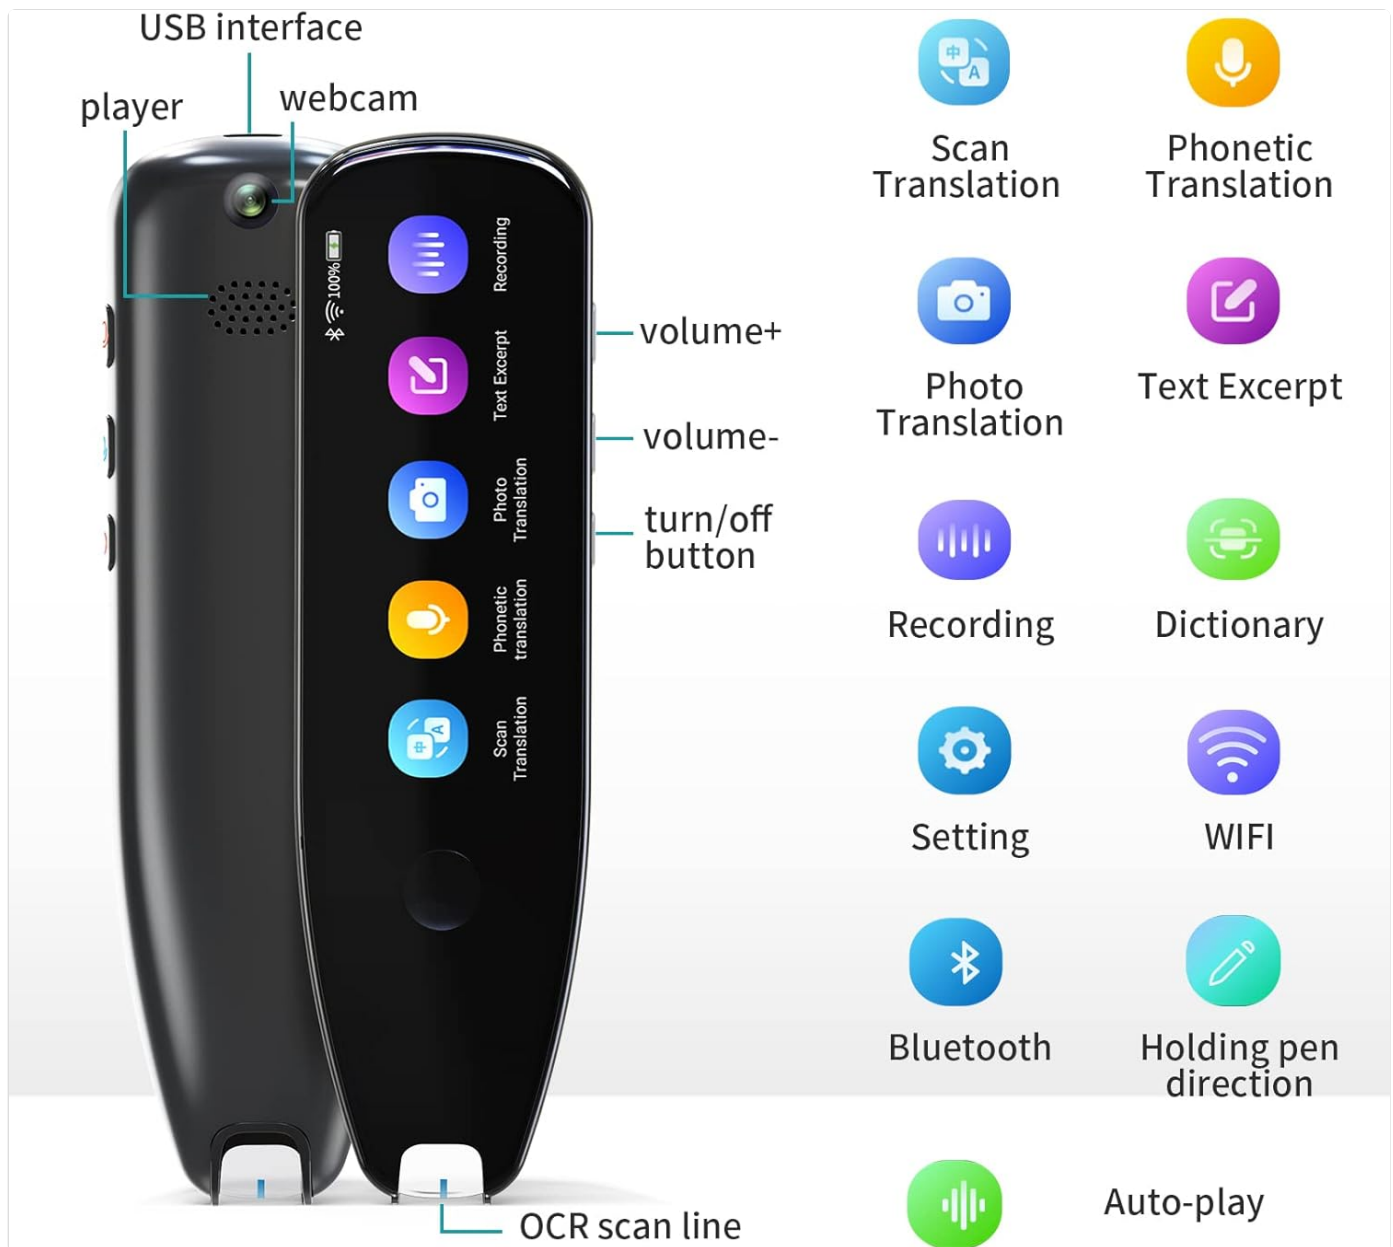 USB interface
player
webcam
100%
Recording
Text Excerpt
Photo
Translation
Phonetic
translation
Scan
Translation
volume+
volume-
turn/off
button
OCR scan line
中
A
Scan
Translation
Phonetic
Translation
Photo
Translation
Text Excerpt
Recording
Dictionary
Setting
WIFI
Bluetooth
Holding pen
direction
Auto-play
中
A